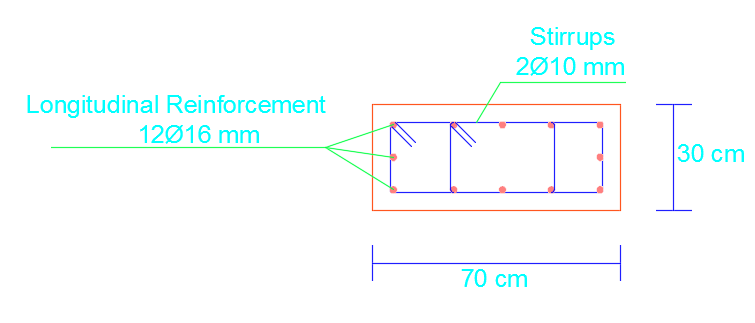 Stirrups
2Ø10 mm
Longitudinal Reinforcement
12Ø16 mm
30 cm
70 cm